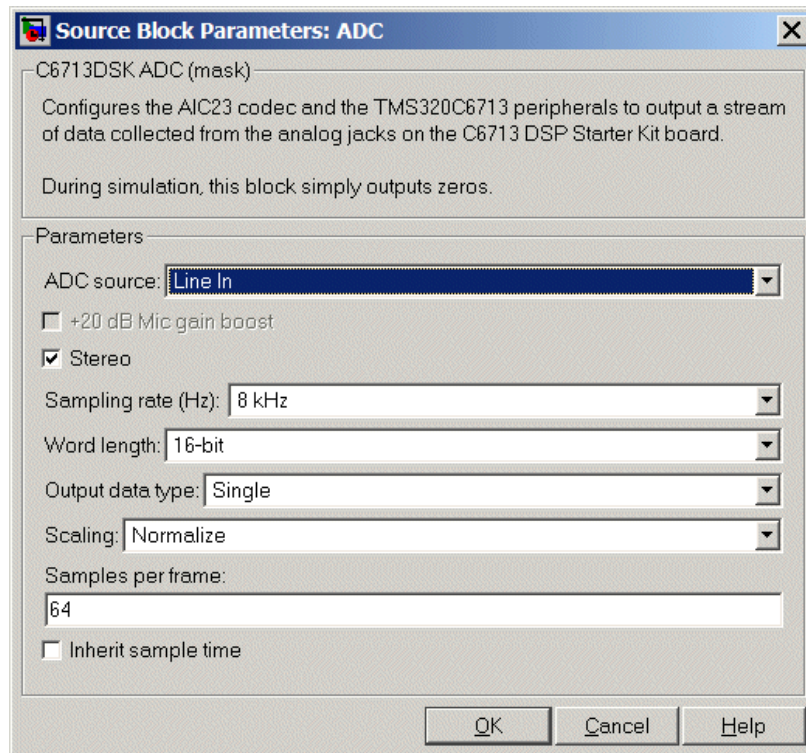 Source Block Parameters: ADC
C6713DSK ADC (mask)
Configures the AIC23 codec and the TMS320C6713 peripherals to output a stream
of data collected from the analog jacks on the C6713 DSP Starter Kit board.
During simulation, this block simply outputs zeros.
Parameters
ADC source: Line In
+20 dB Mic gain boost
Stereo
Sampling rate (Hz): 8 kHz
Word length: 16-bit
Output data type: Single
Scaling: Normalize
Samples per frame:
64
Inherit sample time
OK Cancel Help